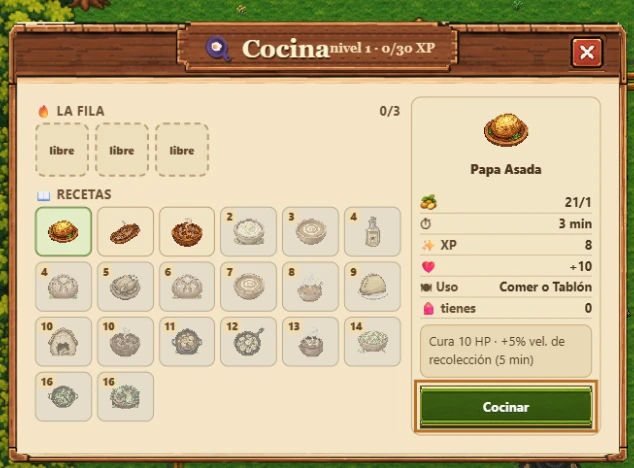 Cocina nivel 1 · 0/30 XP
LA FILA 0/3
libre libre libre
RECETAS
2 3 4
4 5 6 7 8 9
10 10 11 12 13 14
16 16
Papa Asada
21/1
3 min
XP 8
+10
Uso Comer o Tablón
tienes 0
Cura 10 HP · +5% vel. de
recolección (5 min)
Cocinar